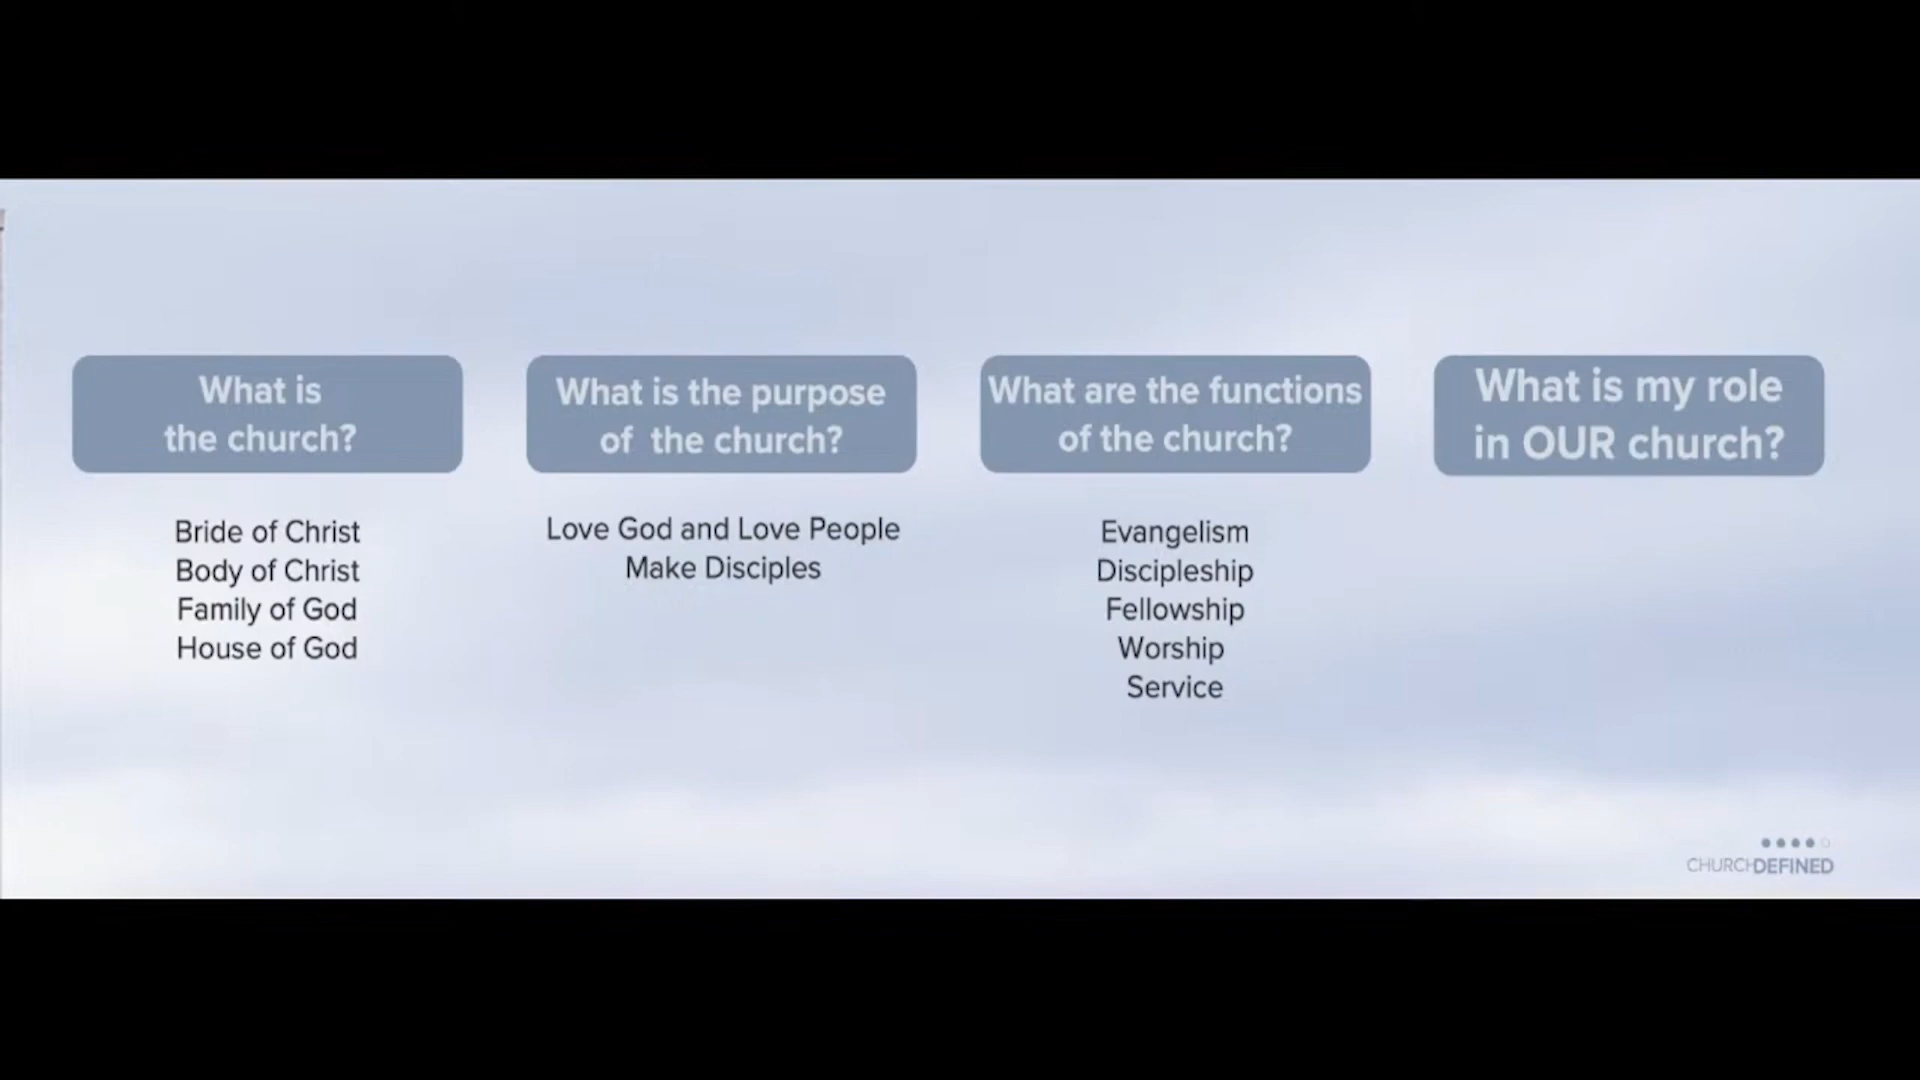 What is
the church?
Bride of Christ
Body of Christ
Family of God
House of God
What is the purpose
of the church?
Love God and Love People
Make Disciples
What are the functions
of the church?
Evangelism
Discipleship
Fellowship
Worship
Service
What is my role
in OUR church?
CHURCHDEFINED